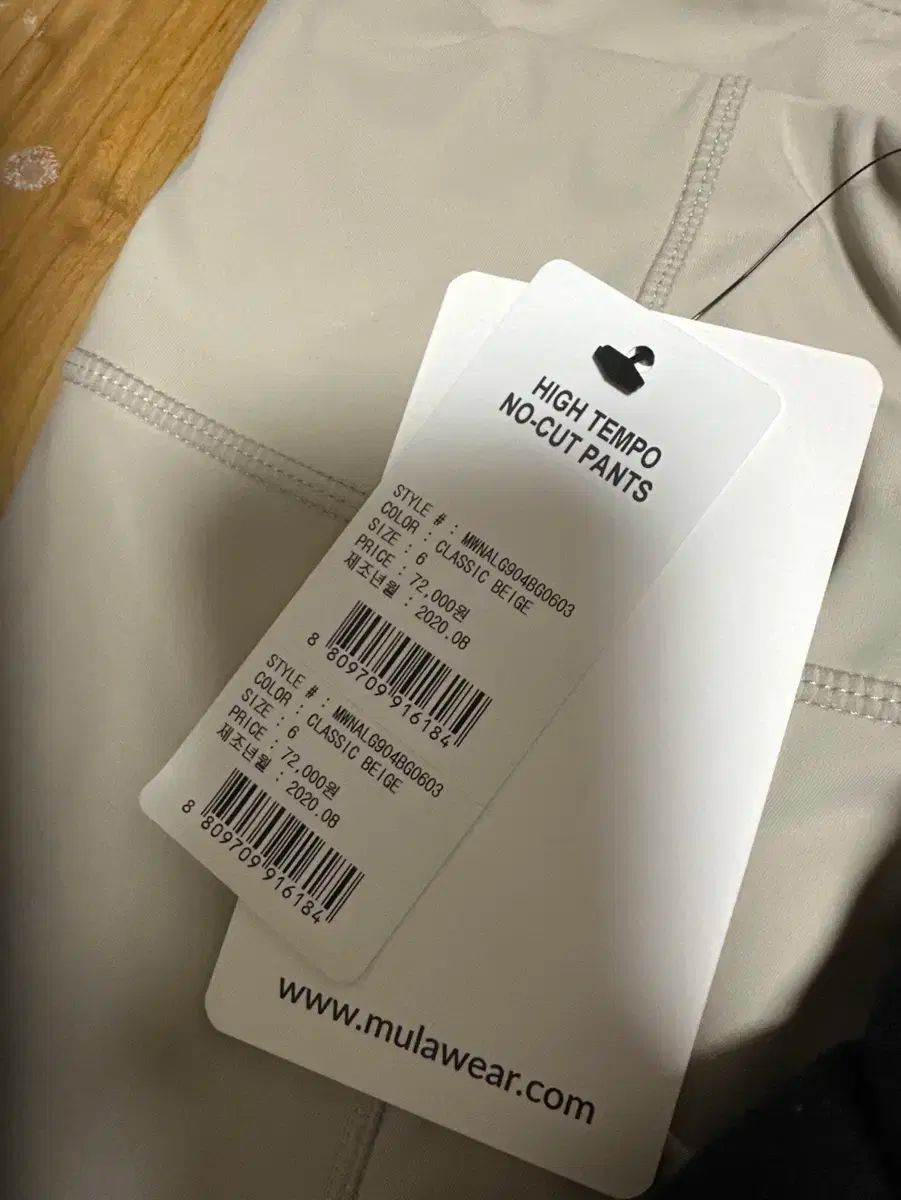 HIGH TEMPO
NO-CUT PANTS
STYLE # : MWNALG904BG0603
COLOR : CLASSIC BEIGE
SIZE : 6
PRICE : 72,000원
제조년월 : 2020.08
8 809709 916184
STYLE # : MWNALG904BG0603
COLOR : CLASSIC BEIGE
SIZE : 6
PRICE : 72,000원
제조년월 : 2020.08
8 809709 916184
www.mulawear.com